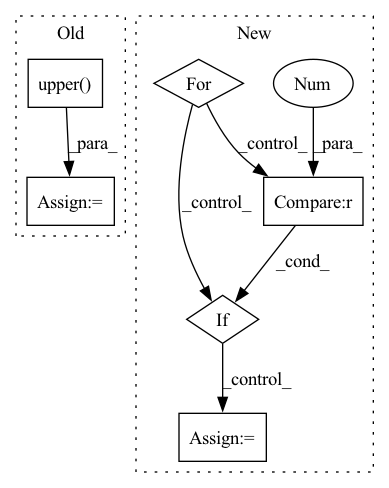 Old
New
upper()
For
Num
_para_
_control_
_para_
Assign:=
_control_
Compare:r
_cond_
If
_control_
Assign:=